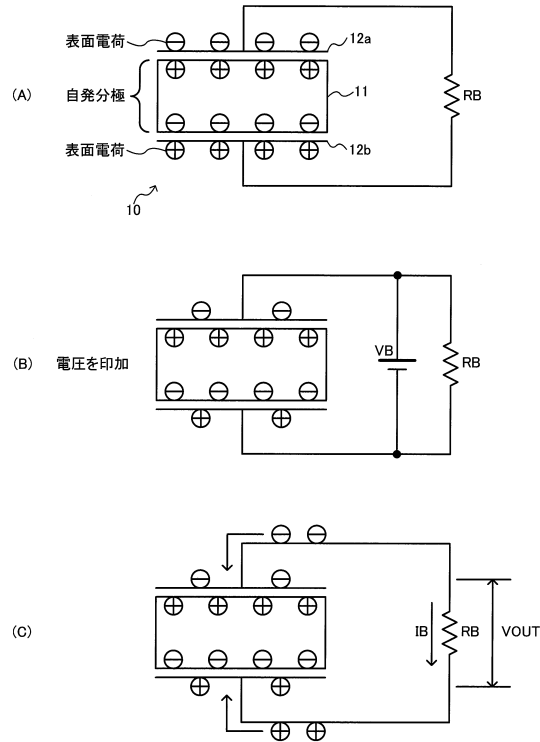 表面電荷
12a
(A)
自発分極
11
RB
表面電荷
12b
10
(B)
電圧を印加
VB
RB
(C)
IB
RB
VOUT